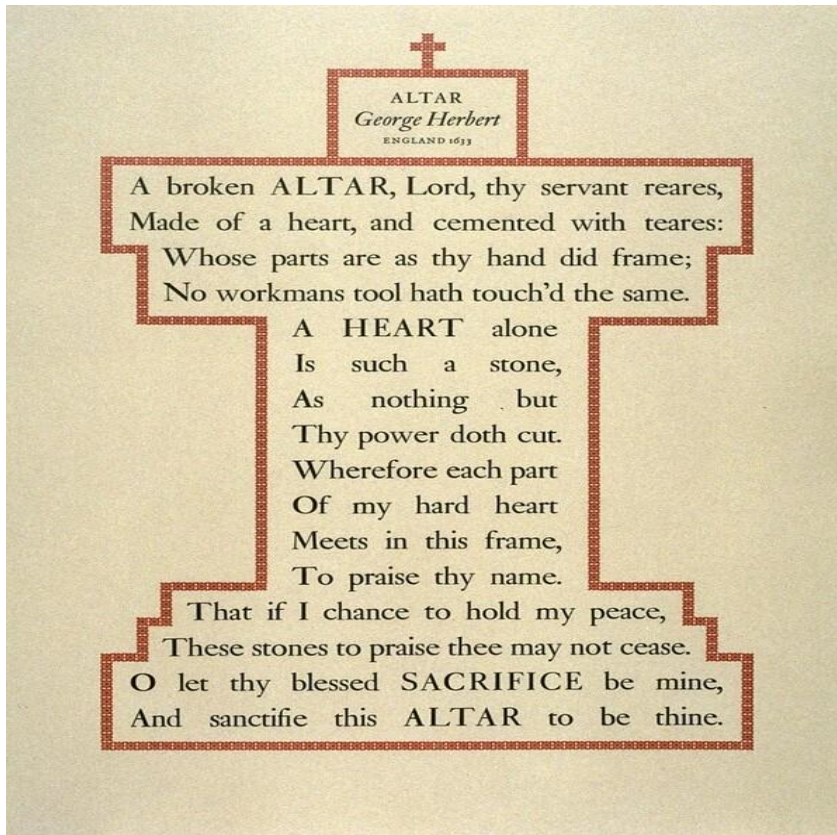 ALTAR
George Herbert
ENGLAND 1633
A broken ALTAR, Lord, thy servant reares,
Made of a heart, and cemented with teares:
Whose parts are as thy hand did frame;
No workmans tool hath touch'd the same.
A HEART alone
Is such a stone,
As nothing but
Thy power doth cut.
Wherefore each part
Of my hard heart
Meets in this frame,
To praise thy name.
That if I chance to hold my peace,
These stones to praise thee may not cease.
O let thy blessed SACRIFICE be mine,
And sanctifie this ALTAR to be thine.